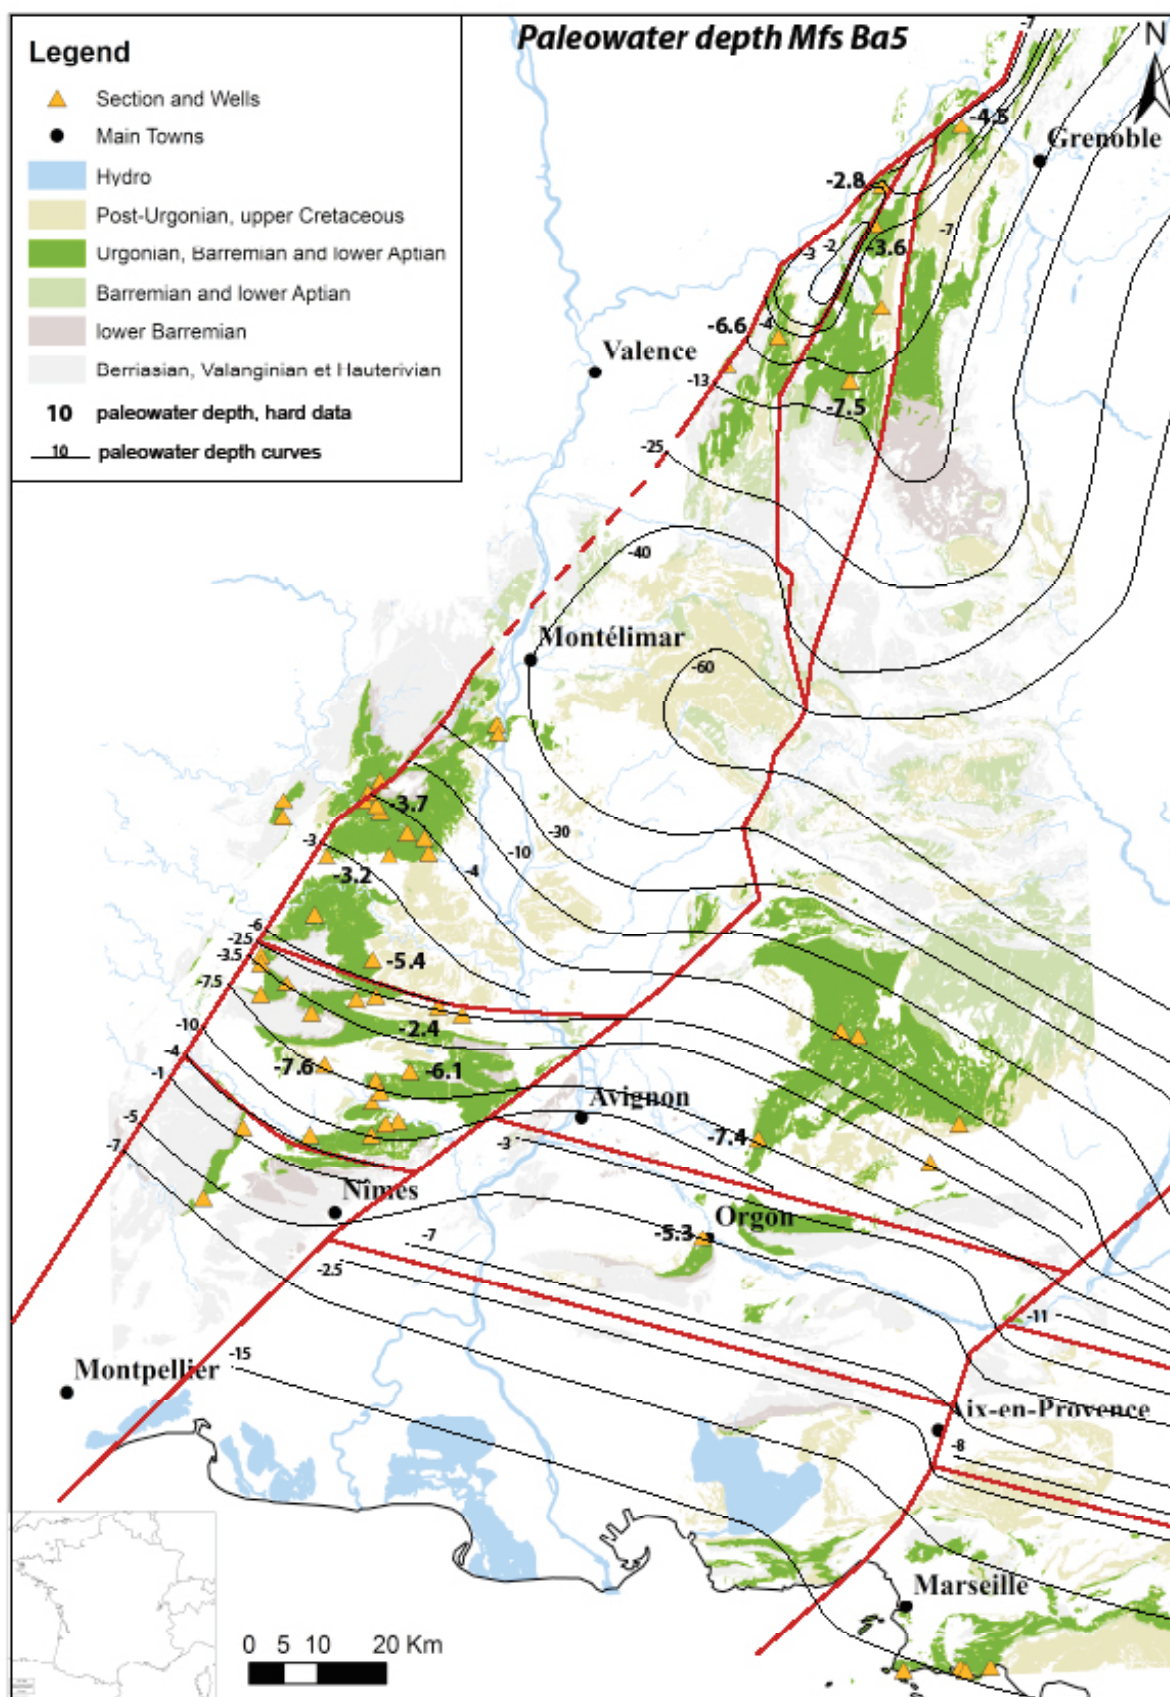 Paleowater depth Mfs Ba5
N
Legend
Section and Wells
Main Towns
Hydro
Post-Urgonian, upper Cretaceous
Urgonian, Barremian and lower Aptian
Barremian and lower Aptian
lower Barremian
Berriasian, Valanginian et Hauterivian
10 paleowater depth, hard data
10 paleowater depth curves
-7
-4.5
Grenoble
-2.8
-7
-3.6
-3
-2
-6.6
-4
Valence
-13
-7.5
-25
-40
Montélimar
-60
-3.7
-30
-10
-3
-4
-3.2
-6
-2.5
-3.5
-5.4
-7.5
-10
-2.4
-4
-7.6
-6.1
-1
Avignon
-5
-3
-7.4
-7
Nîmes
Orgon
-5.3
-7
-2.5
-11
-15
Montpellier
Aix-en-Provence
-8
Marseille
0 5 10 20 Km